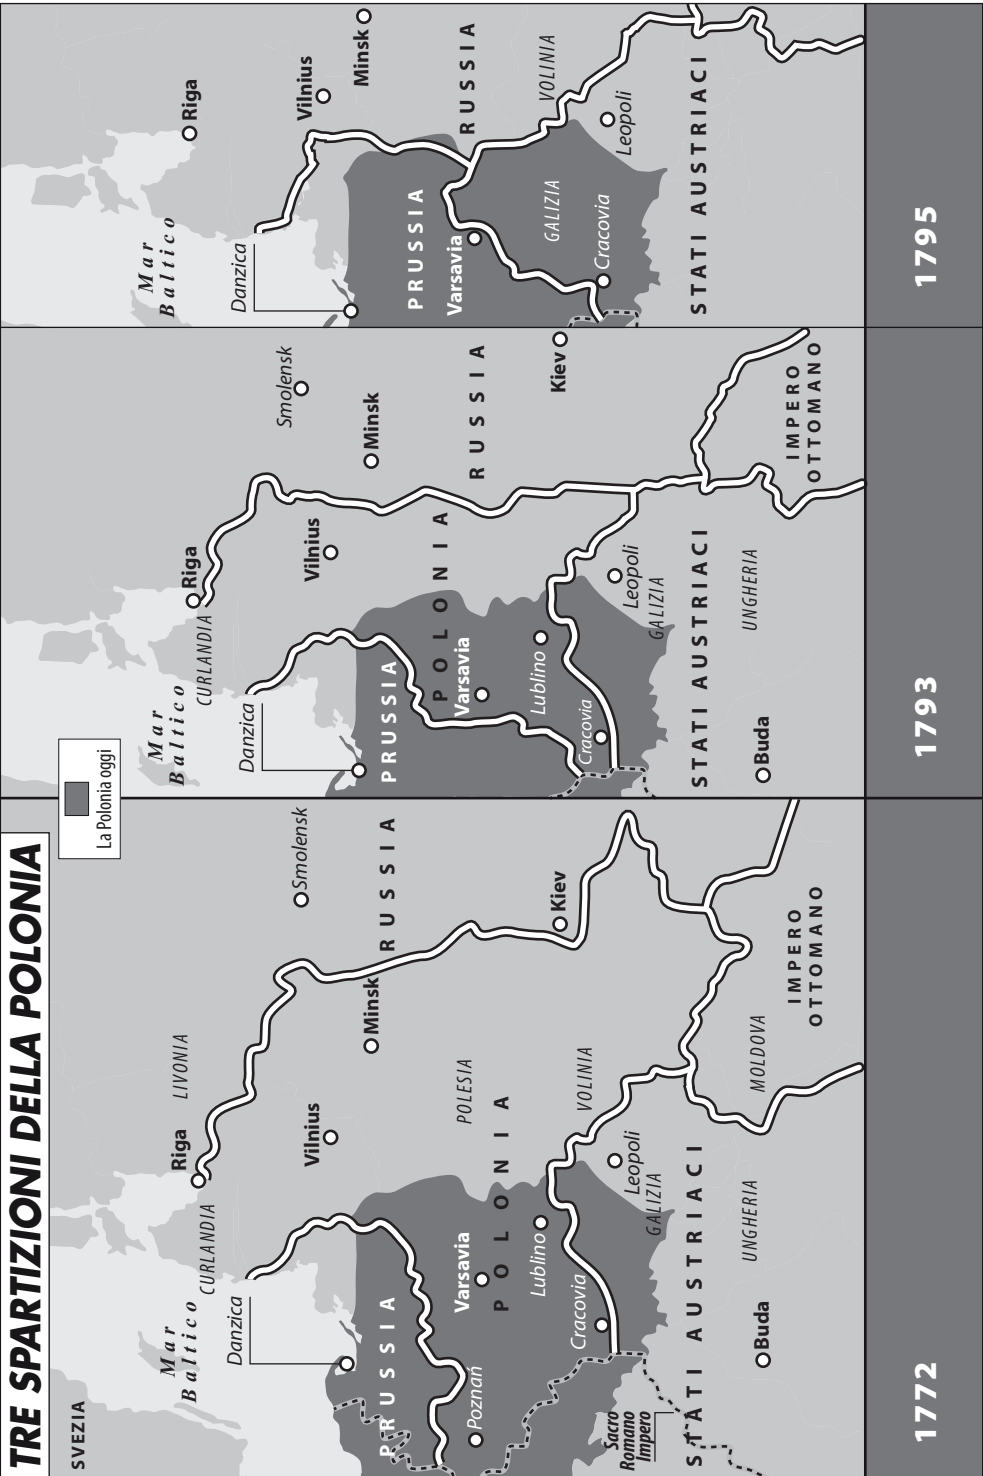 TRE SPARTIZIONI DELLA POLONIA
La Polonia oggi
SVEZIA
Mar
Baltico
Riga
LIVONIA
CURLANDIA
Danzica
Vilnius
Smolensk
Minsk
RUSSIA
PRUSSIA
Poznań
Varsavia
POLESIA
POLONIA
Lublino
Kiev
VOLINIA
Cracovia
Leopoli
GALIZIA
Sacro
Romano
Impero
STATI AUSTRIACI
UNGHERIA
Buda
MOLDOVA
IMPERO
OTTOMANO
1772
Mar
Baltico
Riga
CURLANDIA
Danzica
Vilnius
Smolensk
Minsk
RUSSIA
PRUSSIA
POLONIA
Varsavia
Lublino
Kiev
Cracovia
Leopoli
GALIZIA
STATI AUSTRIACI
UNGHERIA
Buda
IMPERO
OTTOMANO
1793
Mar
Baltico
Riga
Danzica
Vilnius
Minsk
PRUSSIA
RUSSIA
Varsavia
VOLINIA
GALIZIA
Cracovia
Leopoli
STATI AUSTRIACI
1795